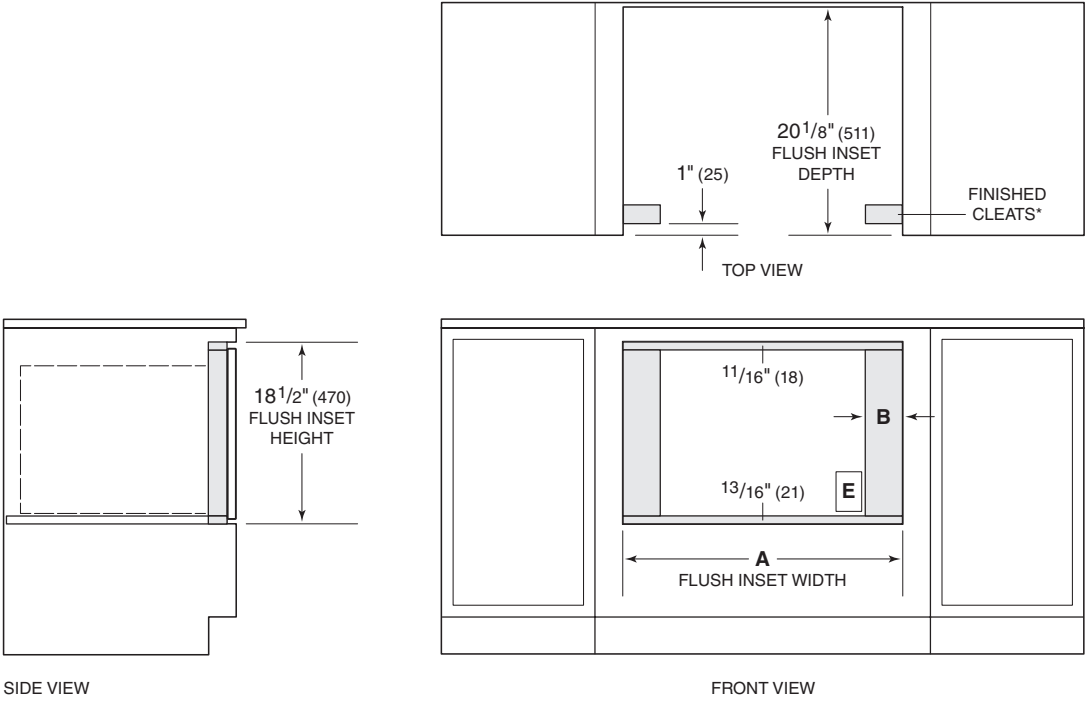 20 1/8" (511)
FLUSH INSET
DEPTH
1" (25)
FINISHED
CLEATS*
TOP VIEW
18 1/2" (470)
FLUSH INSET
HEIGHT
11/16" (18)
B
13/16" (21)
E
A
FLUSH INSET WIDTH
SIDE VIEW
FRONT VIEW